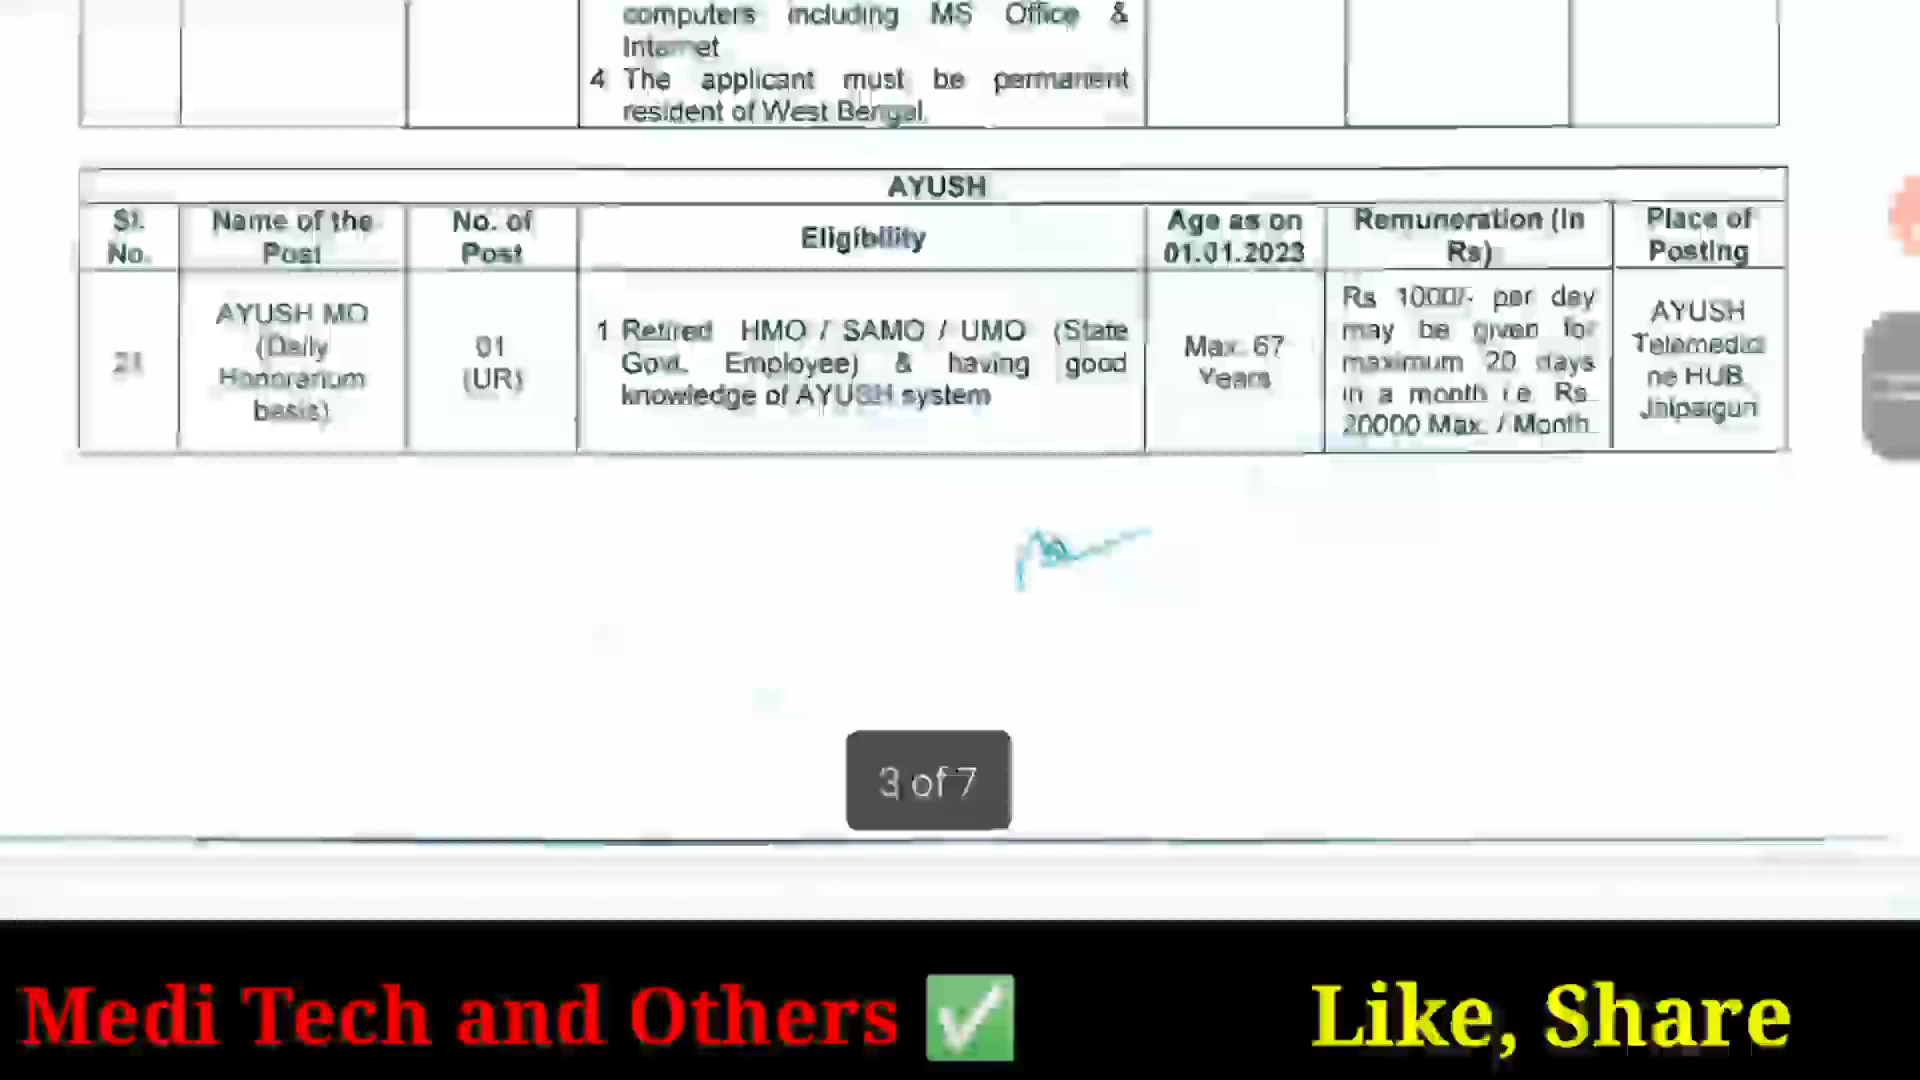 computers including MS Office &
Internet
4 The applicant must be permanent
resident of West Bengal.
AYUSH
Sl. No.
Name of the Post
No. of Post
Eligibility
Age as on 01.01.2023
Remuneration (In Rs)
Place of Posting
21
AYUSH MO
(Daily
Honorarium
basis)
01
(UR)
1 Retired HMO / SAMO / UMO (State
Govt. Employee) & having good
knowledge of AYUSH system
Max. 67
Years
Rs 1000/- per day
may be given for
maximum 20 days
in a month i.e Rs.
20000 Max. / Month
AYUSH
Telemedici
ne HUB,
Jalpaiguri
3 of 7
Medi Tech and Others ✅
Like, Share